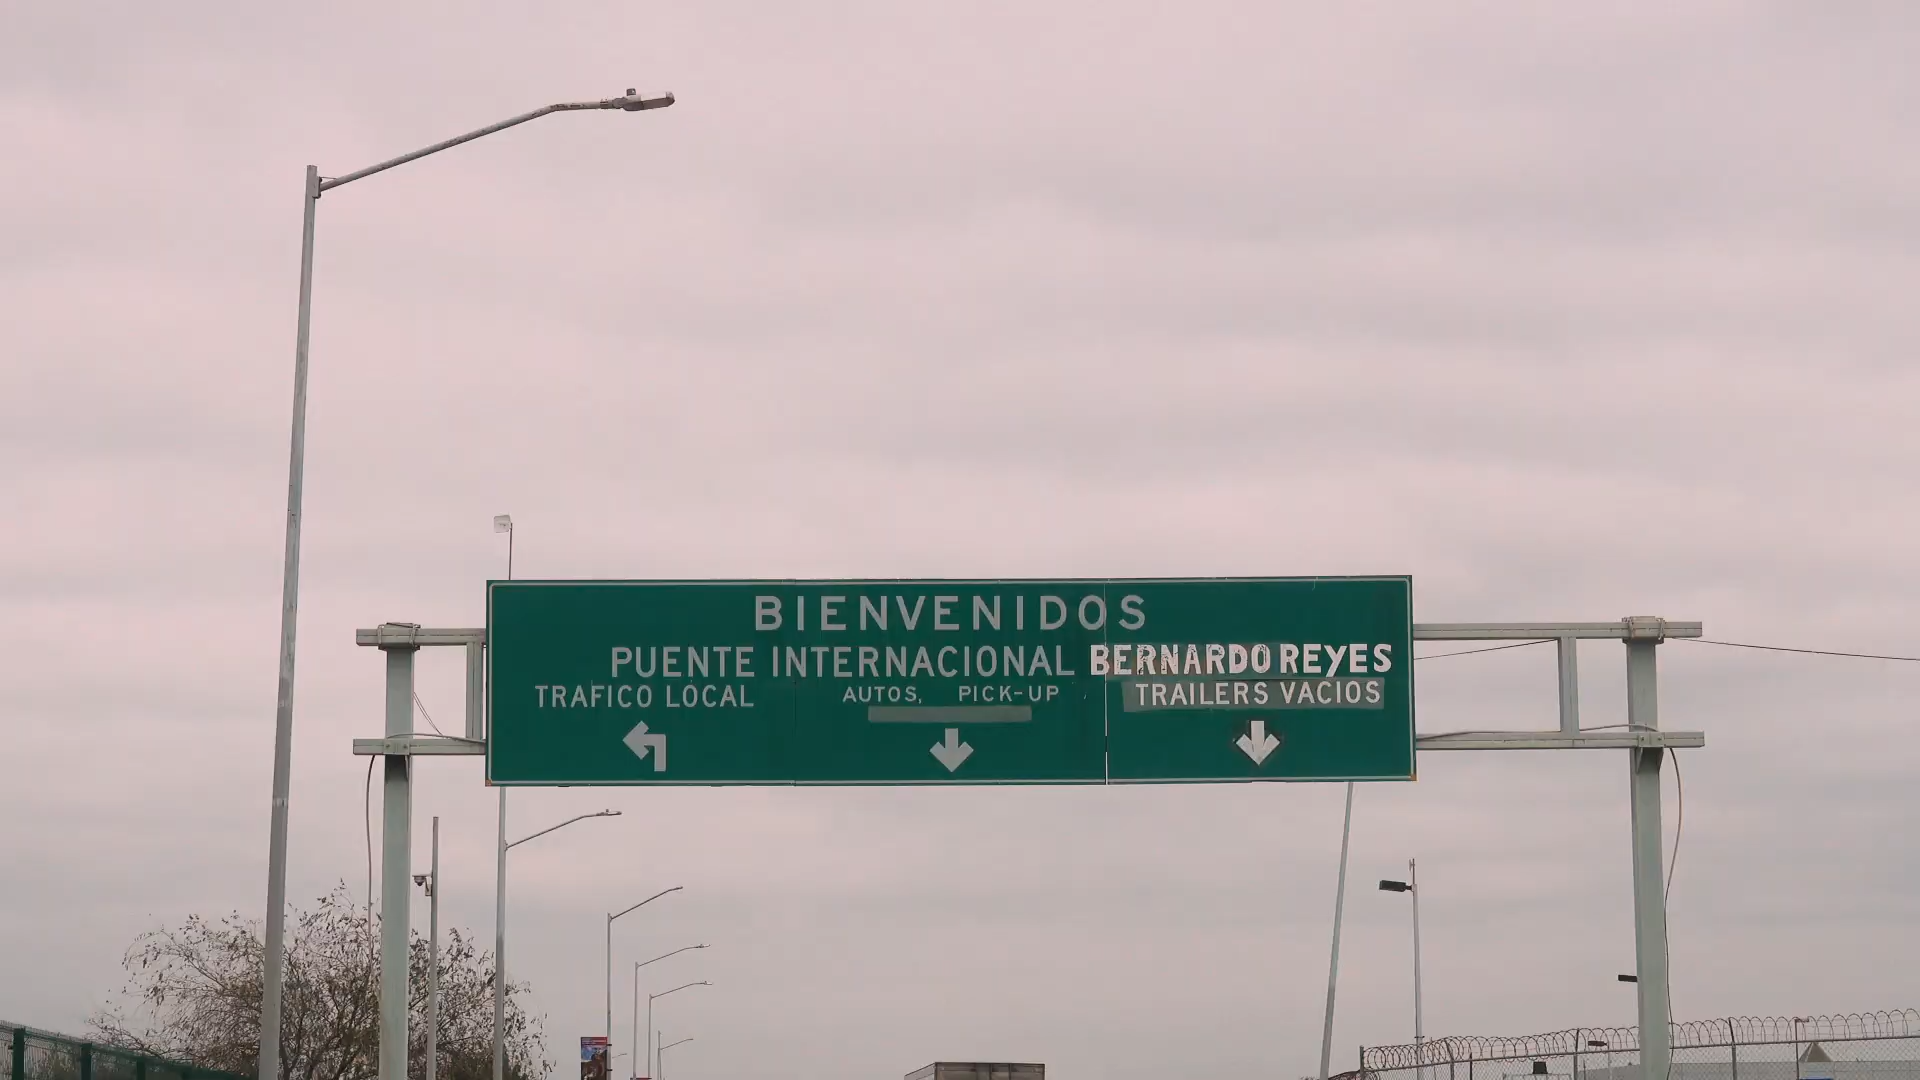 BIENVENIDOS
PUENTE INTERNACIONAL BERNARDO REYES
TRAFICO LOCAL AUTOS, PICK-UP TRAILERS VACIOS